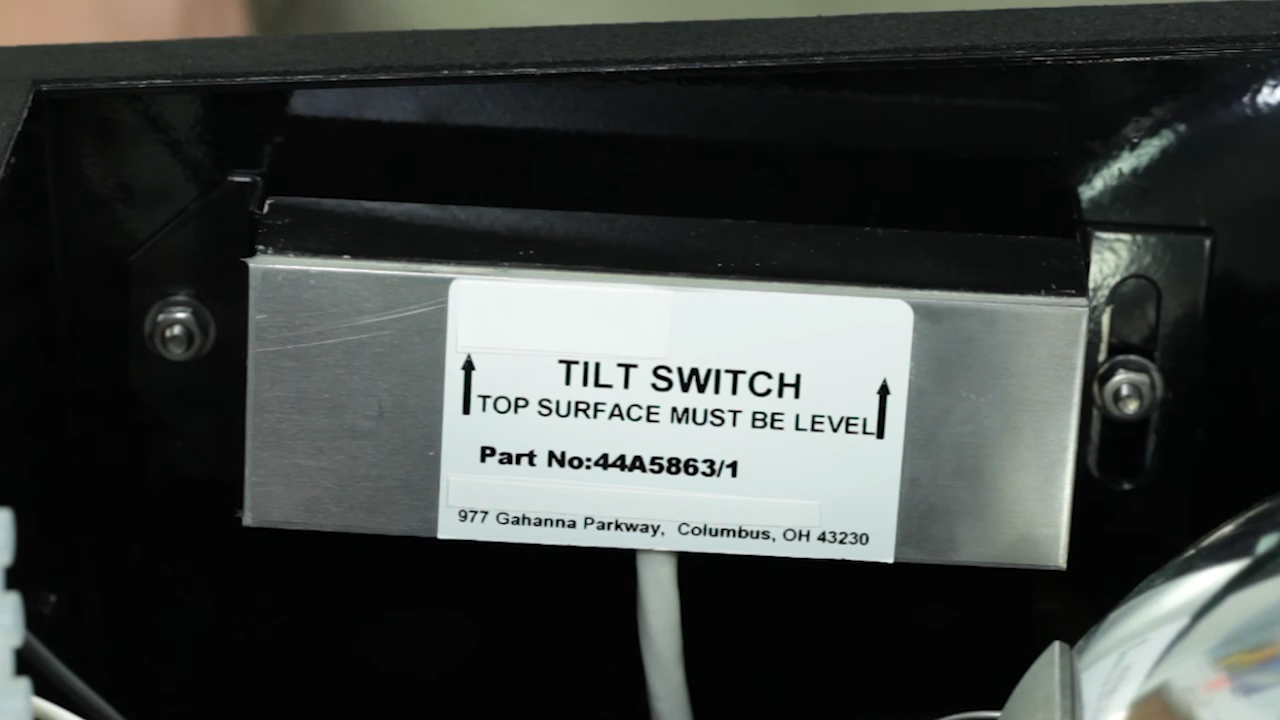 TILT SWITCH
TOP SURFACE MUST BE LEVEL
Part No:44A5863/1
977 Gahanna Parkway, Columbus, OH 43230